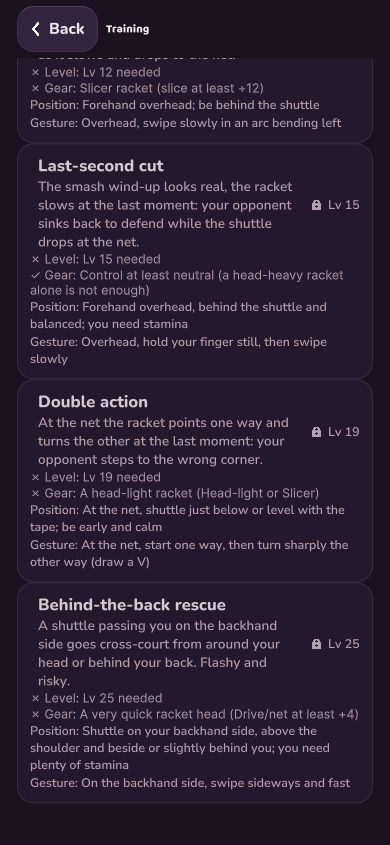 Back
Training
× Level: Lv 12 needed
× Gear: Slicer racket (slice at least +12)
Position: Forehand overhead; be behind the shuttle
Gesture: Overhead, swipe slowly in an arc bending left
Last-second cut
The smash wind-up looks real, the racket
slows at the last moment: your opponent
sinks back to defend while the shuttle
drops at the net.
Lv 15
× Level: Lv 15 needed
✓ Gear: Control at least neutral (a head-heavy racket
alone is not enough)
Position: Forehand overhead, behind the shuttle and
balanced; you need stamina
Gesture: Overhead, hold your finger still, then swipe
slowly
Double action
At the net the racket points one way and
turns the other at the last moment: your
opponent steps to the wrong corner.
Lv 19
× Level: Lv 19 needed
× Gear: A head-light racket (Head-light or Slicer)
Position: At the net, shuttle just below or level with the
tape; be early and calm
Gesture: At the net, start one way, then turn sharply the
other way (draw a V)
Behind-the-back rescue
A shuttle passing you on the backhand
side goes cross-court from around your
head or behind your back. Flashy and
risky.
Lv 25
× Level: Lv 25 needed
× Gear: A very quick racket head (Drive/net at least +4)
Position: Shuttle on your backhand side, above the
shoulder and beside or slightly behind you; you need
plenty of stamina
Gesture: On the backhand side, swipe sideways and fast